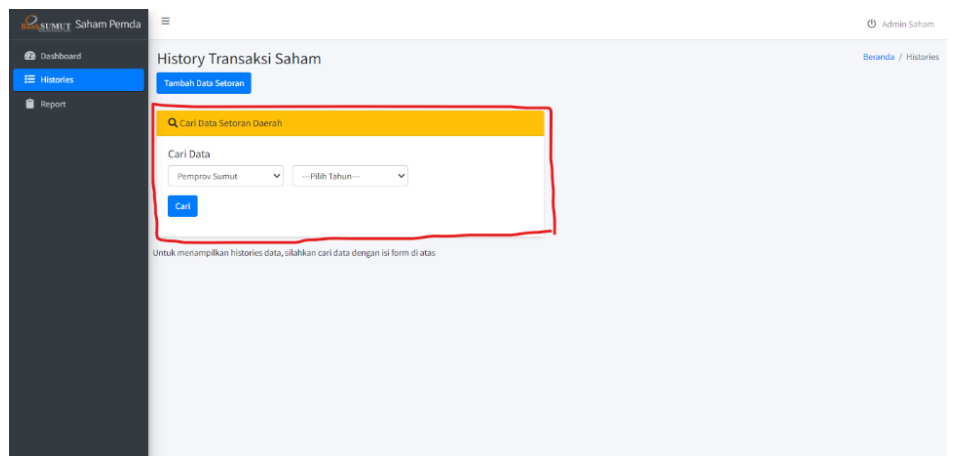 BankSUMUT Saham Pemda
Admin Saham
Dashboard
Histories
Report
History Transaksi Saham
Beranda / Histories
Tambah Data Setoran
Cari Data Setoran Daerah
Cari Data
Pemprov Sumut
---Pilih Tahun---
Cari
Untuk menampilkan histories data, silahkan cari data dengan isi form di atas